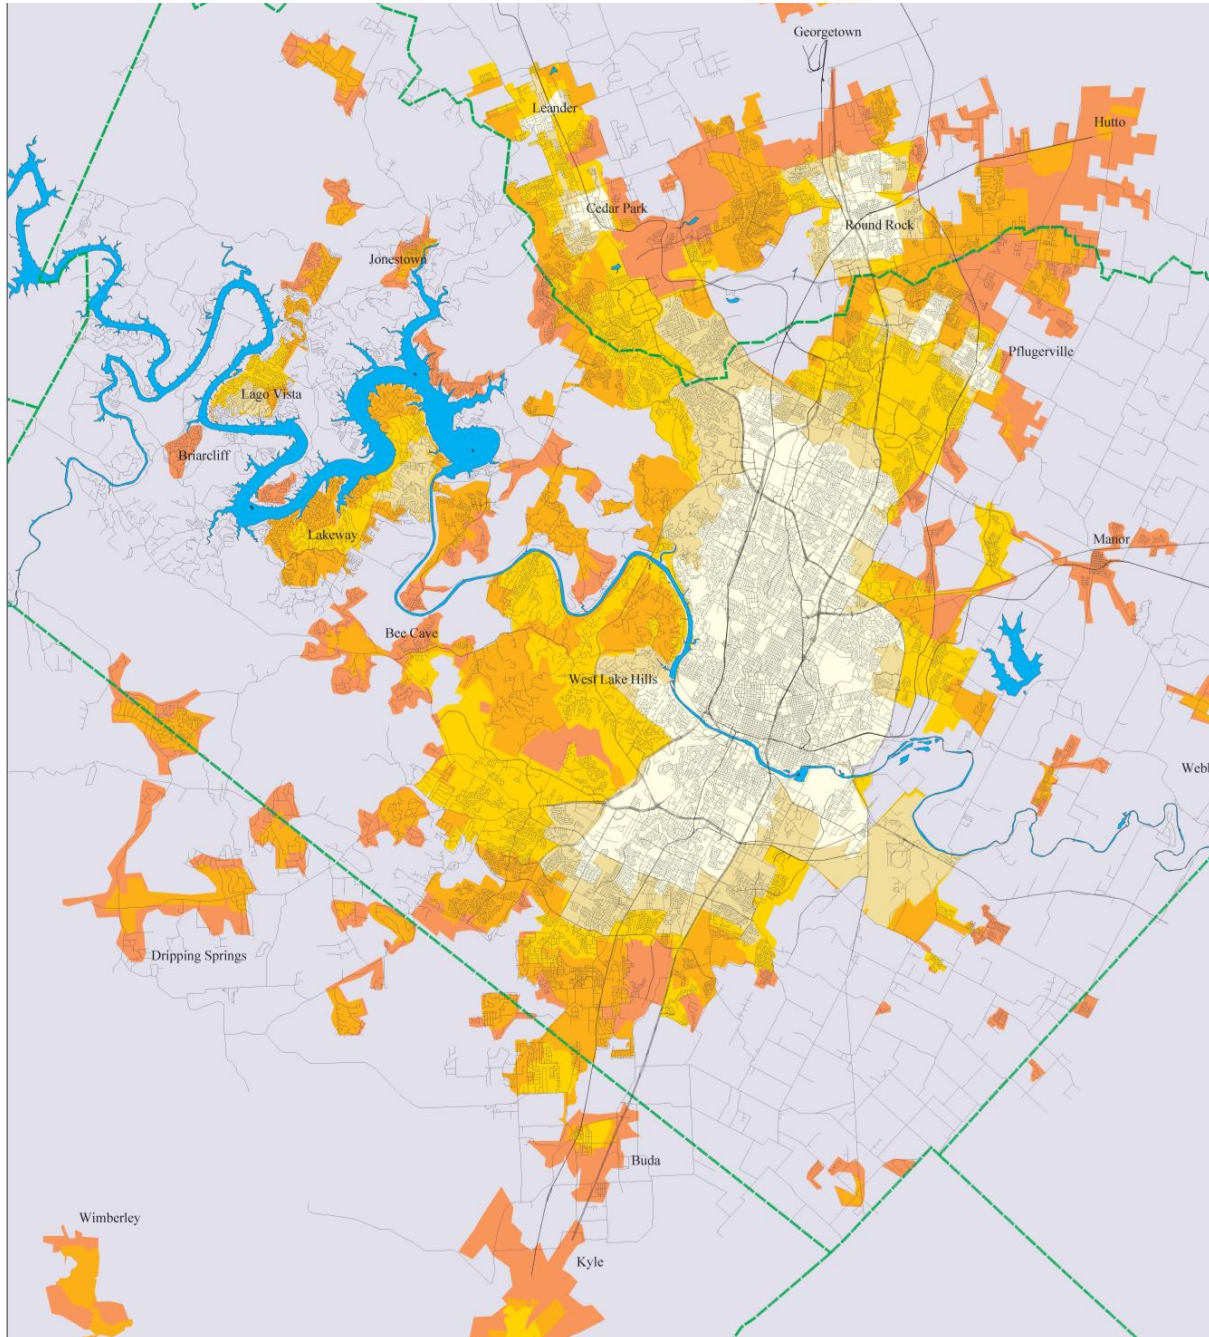 Georgetown
Leander
Hutto
Cedar Park
Round Rock
Jonestown
Pflugerville
Lago Vista
Briarcliff
Lakeway
Manor
Bee Cave
West Lake Hills
Webb
Dripping Springs
Buda
Wimberley
Kyle